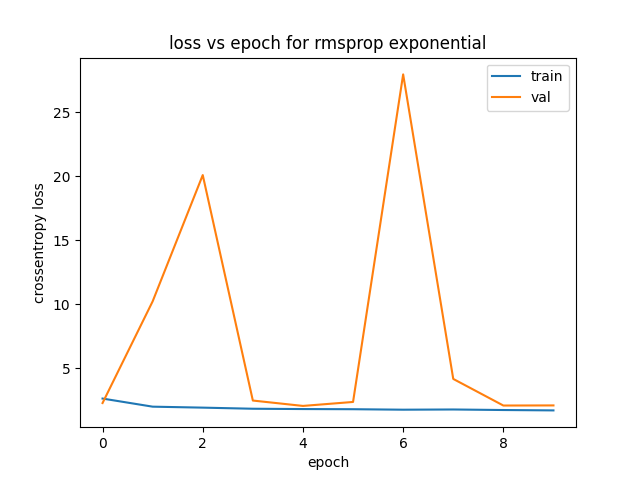 loss vs epoch for rmsprop exponential
train
val
25
20
15
10
5
crossentropy loss
0 2 4 6 8
epoch